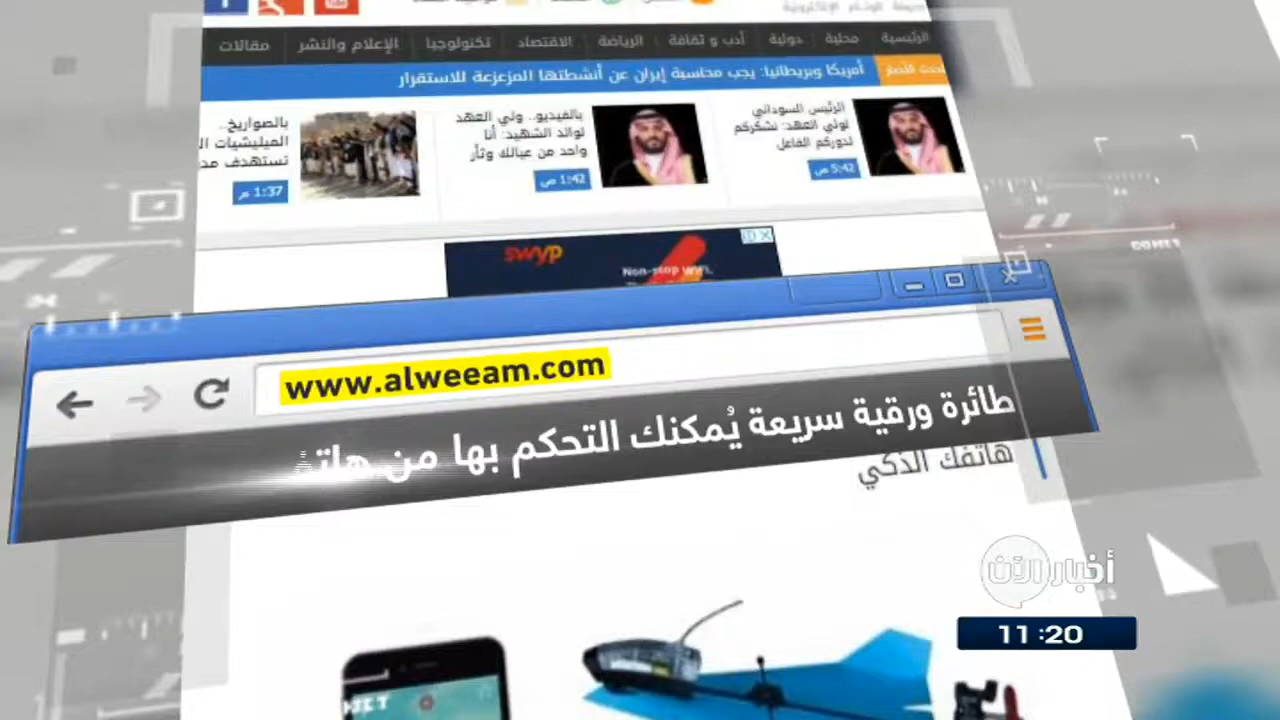 الرئيسية محلية دولية أدب و ثقافة الرياضة الاقتصاد تكنولوجيا الإعلام والنشر مقالات
أمريكا وبريطانيا: يجب محاسبة إيران عن أنشطتها المزعزعة للاستقرار
الرئيس السوداني
لولي العهد: نشكركم
لدوركم الفاعل
5:42 ص
بالفيديو.. ولي العهد
لوالد الشهيد: أنا
واحد من عيالك وثأر
1:42 ص
بالصواريخ..
الميليشيات
تستهدف
1:37 م
swyp
Non-stop WiFi,
www.alweeam.com
طائرة ورقية سريعة يُمكنك التحكم بها من هاتف
هاتفك الذكي
أخبار الآن
11:20